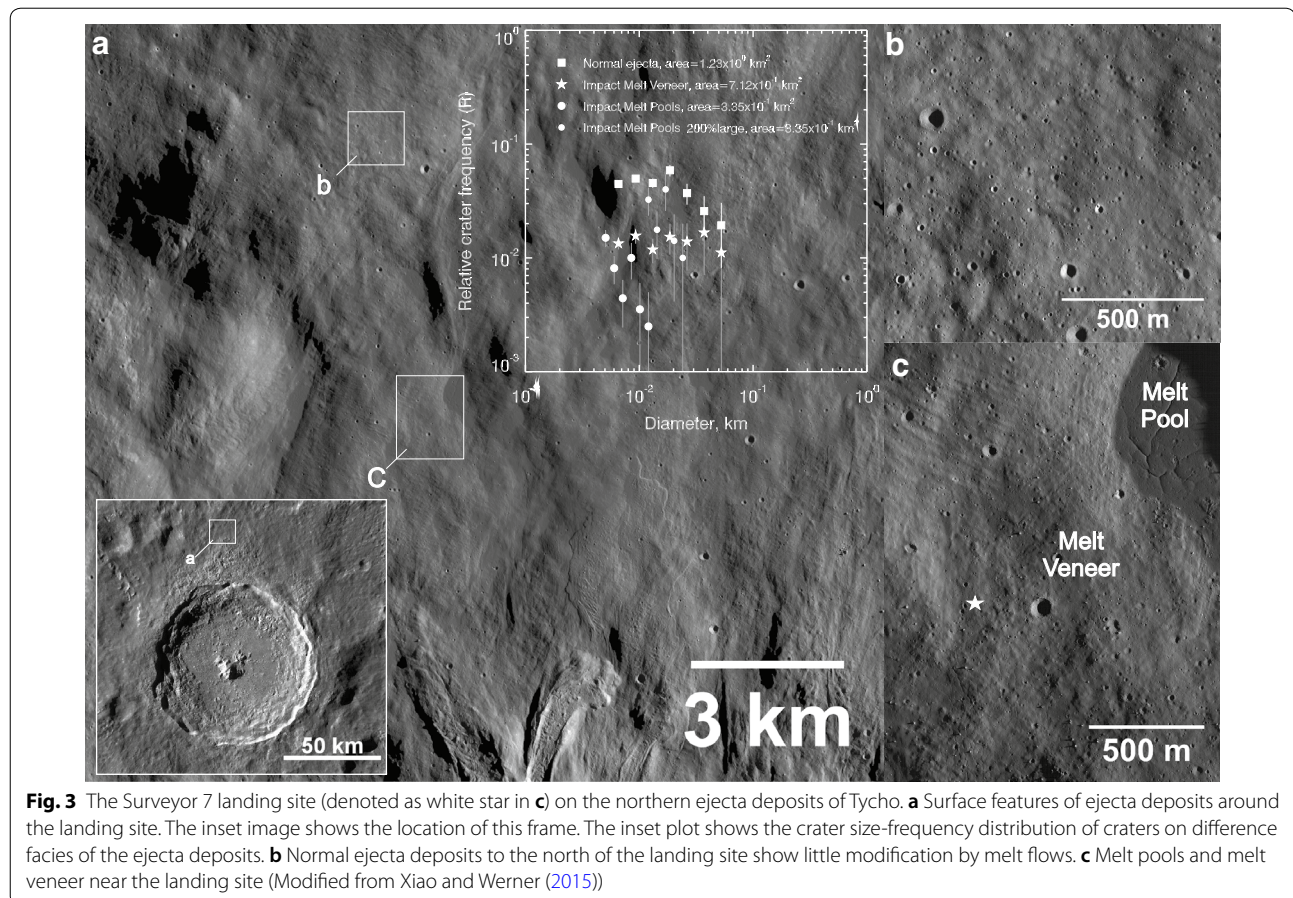 a
b
Normal ejecta, area=1.23x10⁰ km²
Impact Melt Veneer, area=7.12x10⁻¹ km²
Impact Melt Pools, area=3.35x10⁻¹ km²
Impact Melt Pools 200%large, area=3.35x10⁻¹ km
10⁰
10⁻¹
10⁻²
10⁻³
Relative crater frequency (R)
10⁻² 10⁻¹ 10⁰
Diameter, km
b
C
500 m
c
Melt
Pool
Melt
Veneer
500 m
a
50 km
3 km
Fig. 3 The Surveyor 7 landing site (denoted as white star in c) on the northern ejecta deposits of Tycho. a Surface features of ejecta deposits around
the landing site. The inset image shows the location of this frame. The inset plot shows the crater size-frequency distribution of craters on difference
facies of the ejecta deposits. b Normal ejecta deposits to the north of the landing site show little modification by melt flows. c Melt pools and melt
veneer near the landing site (Modified from Xiao and Werner (2015))